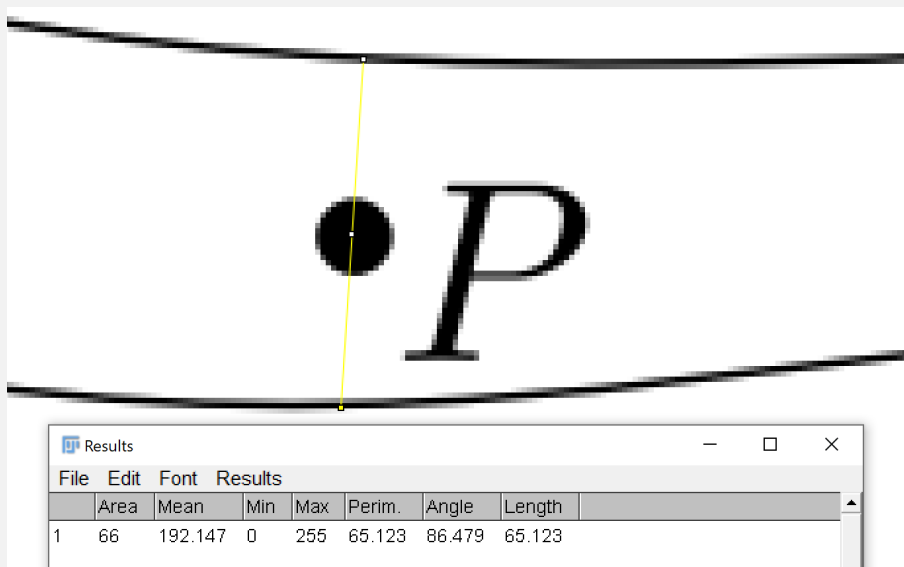 P
Results
File Edit Font Results
Area Mean Min Max Perim. Angle Length
1 66 192.147 0 255 65.123 86.479 65.123